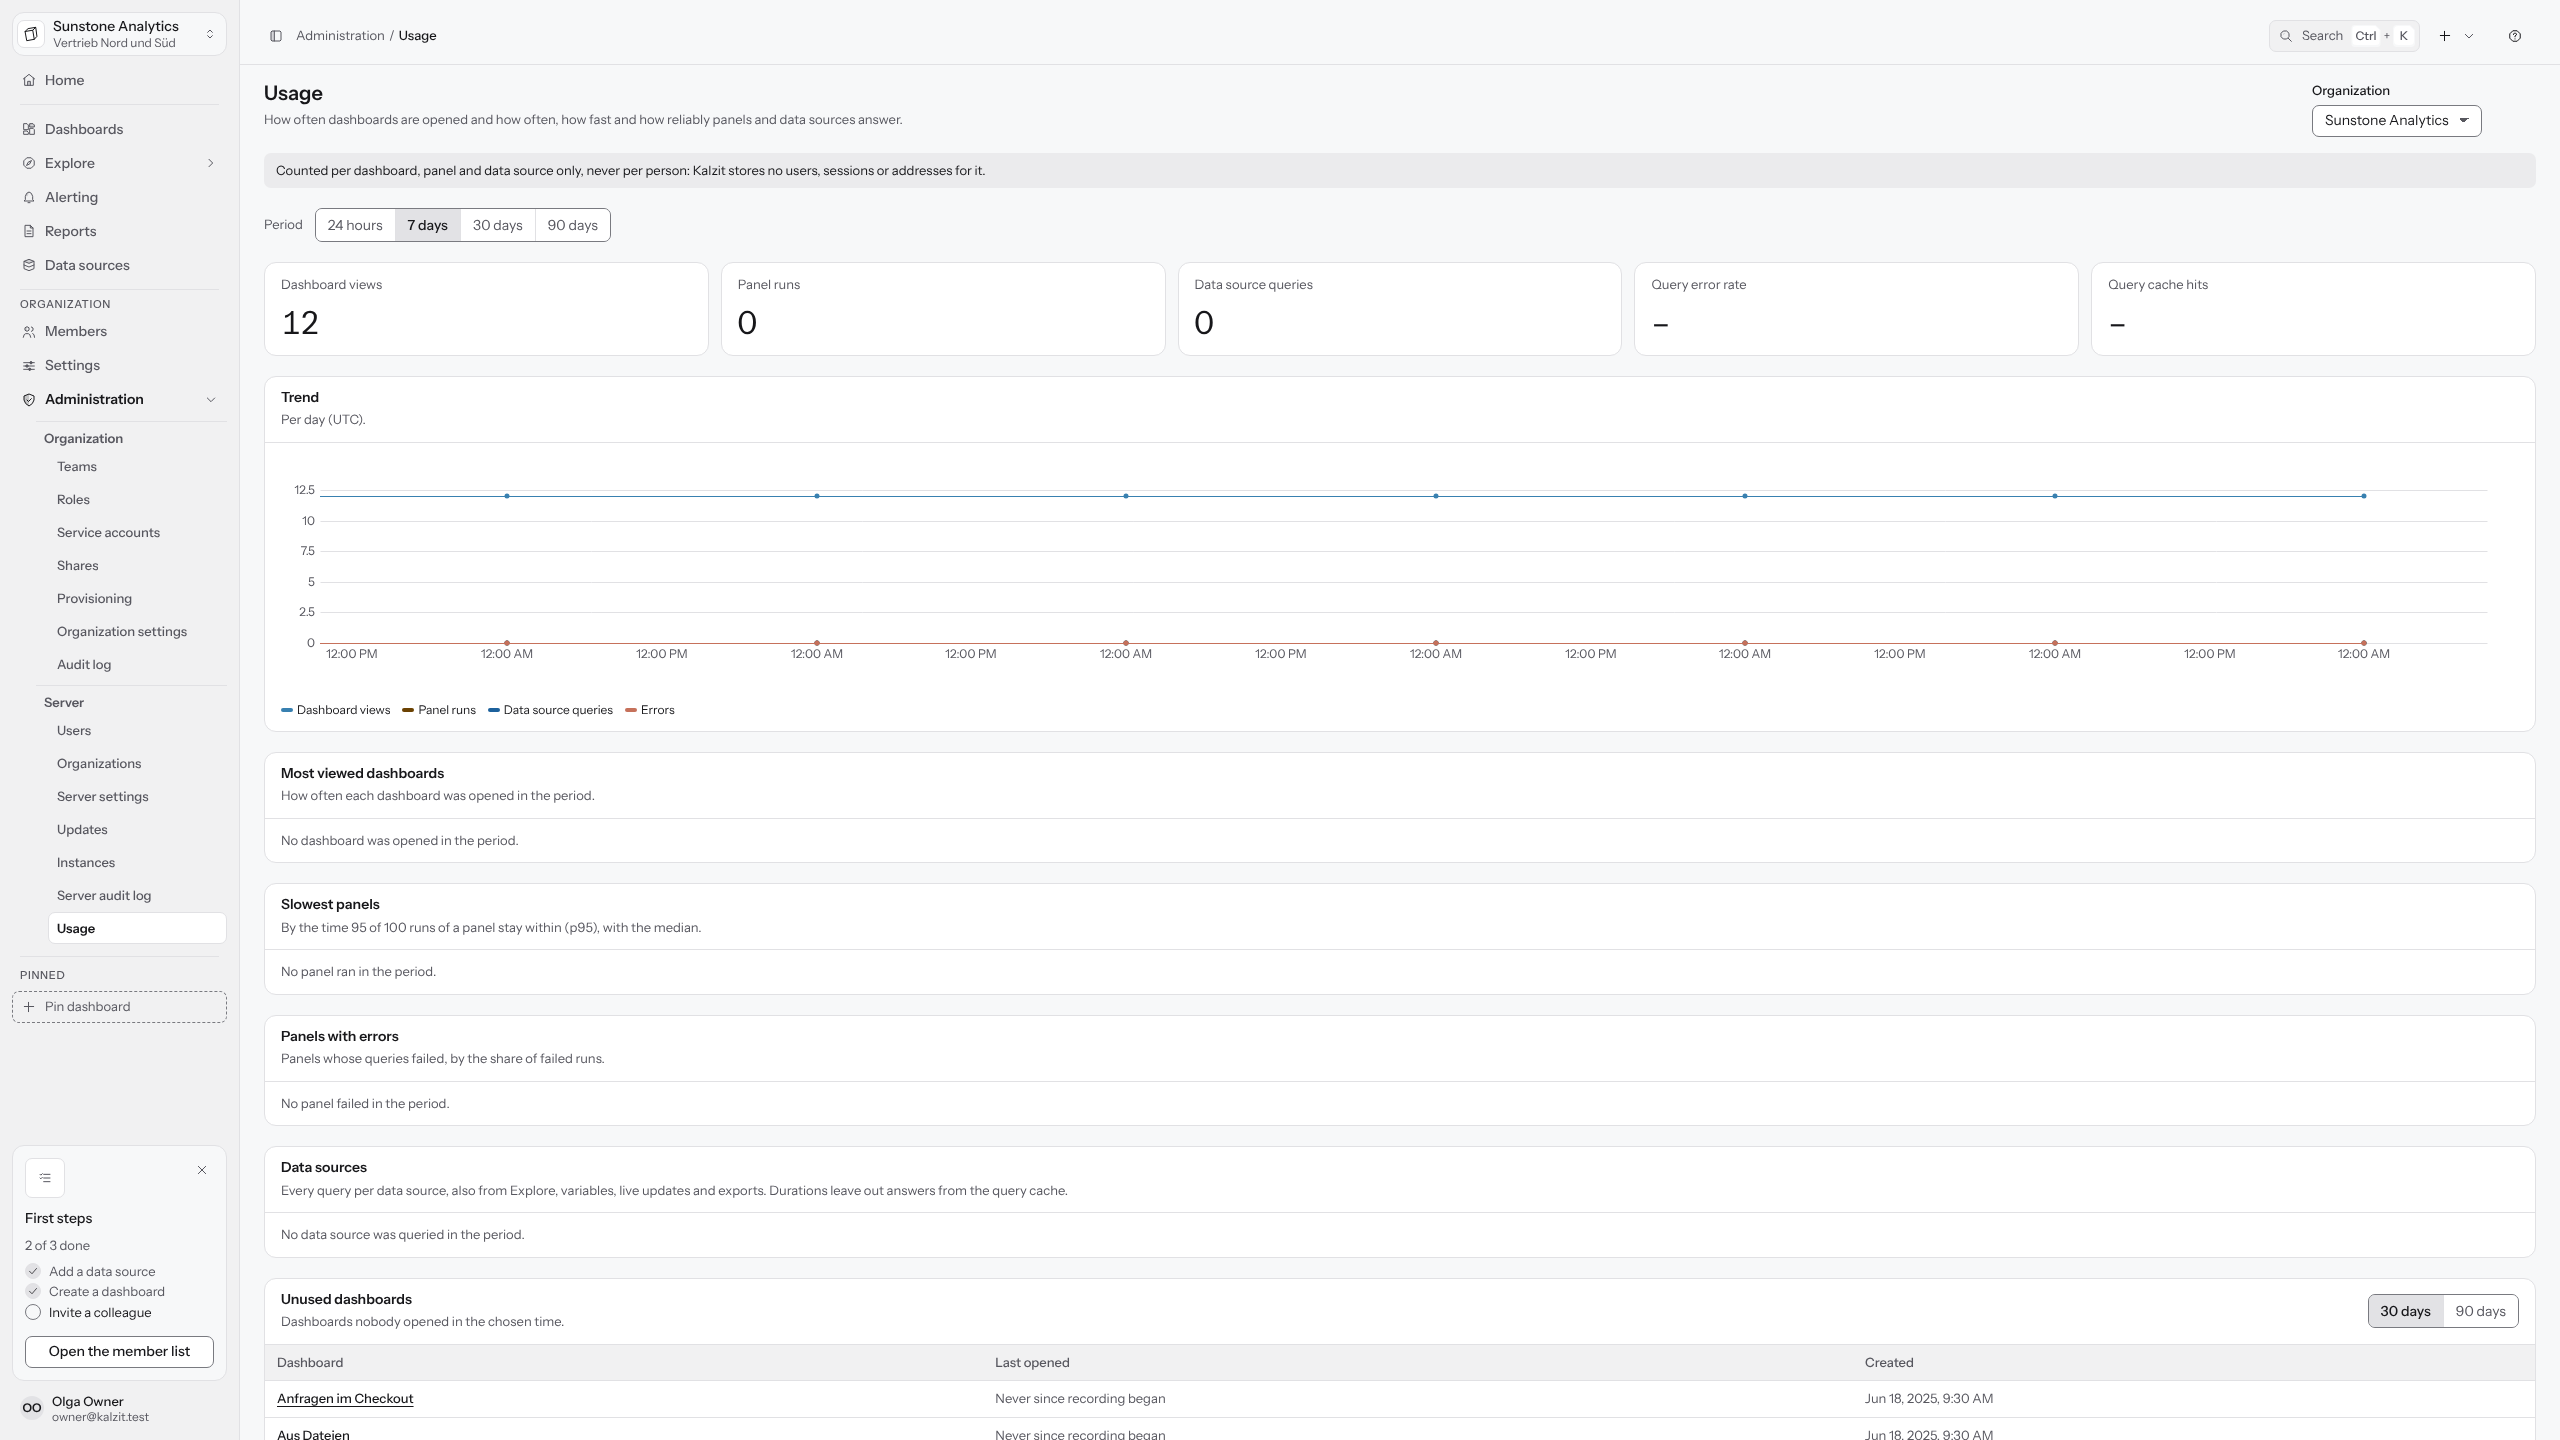 Sunstone Analytics
Vertrieb Nord und Süd
Home
Dashboards
Explore
Alerting
Reports
Data sources
ORGANIZATION
Members
Settings
Administration
Organization
Teams
Roles
Service accounts
Shares
Provisioning
Organization settings
Audit log
Server
Users
Organizations
Server settings
Updates
Instances
Server audit log
Usage
PINNED
Pin dashboard
First steps
2 of 3 done
Add a data source
Create a dashboard
Invite a colleague
Open the member list
OO
Olga Owner
owner@kalzit.test
Administration / Usage
Search Ctrl + K
Usage
How often dashboards are opened and how often, how fast and how reliably panels and data sources answer.
Organization
Sunstone Analytics
Counted per dashboard, panel and data source only, never per person: Kalzit stores no users, sessions or addresses for it.
Period 24 hours 7 days 30 days 90 days
Dashboard views
12
Panel runs
0
Data source queries
0
Query error rate
–
Query cache hits
–
Trend
Per day (UTC).
12.5
10
7.5
5
2.5
0
12:00 PM 12:00 AM 12:00 PM 12:00 AM 12:00 PM 12:00 AM 12:00 PM 12:00 AM 12:00 PM 12:00 AM 12:00 PM 12:00 AM 12:00 PM 12:00 AM
Dashboard views Panel runs Data source queries Errors
Most viewed dashboards
How often each dashboard was opened in the period.
No dashboard was opened in the period.
Slowest panels
By the time 95 of 100 runs of a panel stay within (p95), with the median.
No panel ran in the period.
Panels with errors
Panels whose queries failed, by the share of failed runs.
No panel failed in the period.
Data sources
Every query per data source, also from Explore, variables, live updates and exports. Durations leave out answers from the query cache.
No data source was queried in the period.
Unused dashboards
Dashboards nobody opened in the chosen time.
30 days 90 days
Dashboard Last opened Created
Anfragen im Checkout Never since recording began Jun 18, 2025, 9:30 AM
Aus Dateien Never since recording began Jun 18, 2025, 9:30 AM